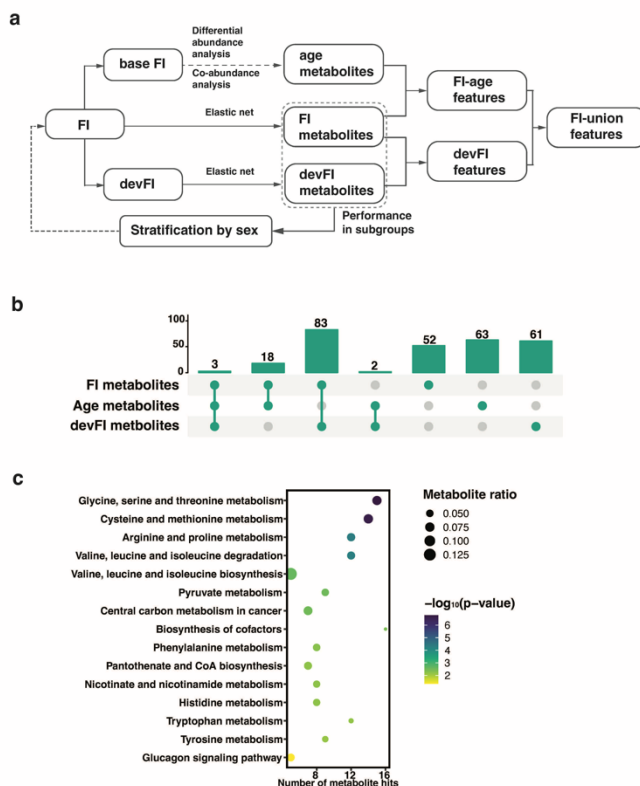 a
Differential
abundance
analysis
base FI
Co-abundance
analysis
age
metabolites
FI-age
features
FI
Elastic net
FI
metabolites
FI-union
features
devFI
Elastic net
devFI
metabolites
devFI
features
Stratification by sex
Performance
in subgroups
b
100
50
0
3
18
83
2
52
63
61
FI metabolites
Age metabolites
devFI metbolites
c
Glycine, serine and threonine metabolism
Cysteine and methionine metabolism
Arginine and proline metabolism
Valine, leucine and isoleucine degradation
Valine, leucine and isoleucine biosynthesis
Pyruvate metabolism
Central carbon metabolism in cancer
Biosynthesis of cofactors
Phenylalanine metabolism
Pantothenate and CoA biosynthesis
Nicotinate and nicotinamide metabolism
Histidine metabolism
Tryptophan metabolism
Tyrosine metabolism
Glucagon signaling pathway
8
12
16
Number of metabolite hits
Metabolite ratio
0.050
0.075
0.100
0.125
−log₁₀(p−value)
6
5
4
3
2